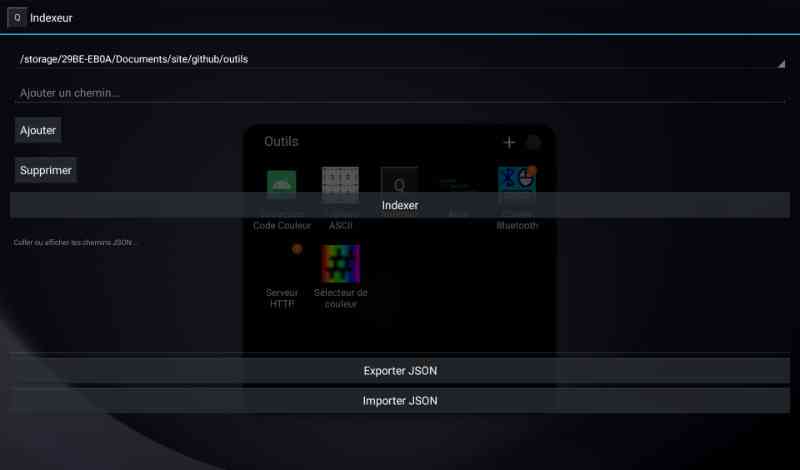 Q Indexeur
/storage/29BE-EB0A/Documents/site/github/outils
Ajouter un chemin...
Ajouter
Outils
Supprimer
Q
Indexer
Code Couleur
ASCII
Bluetooth
Coller ou afficher les chemins JSON...
Serveur
HTTP
Sélecteur de
couleur
Exporter JSON
Importer JSON